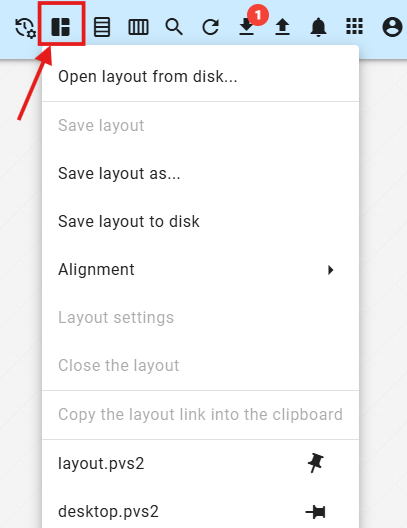 1
Open layout from disk...
Save layout
Save layout as...
Save layout to disk
Alignment
Layout settings
Close the layout
Copy the layout link into the clipboard
layout.pvs2
desktop.pvs2